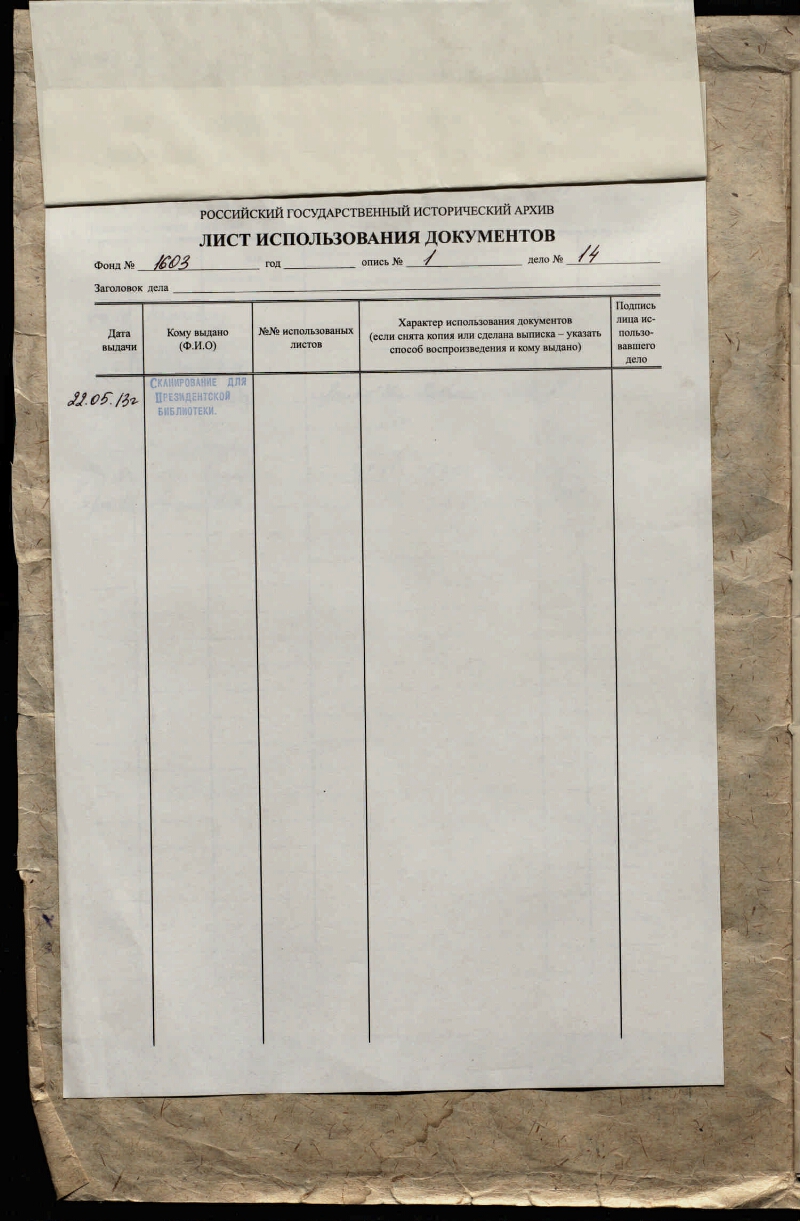 РОССИЙСКИЙ ГОСУДАРСТВЕННЫЙ ИСТОРИЧЕСКИЙ АРХИВ
ЛИСТ ИСПОЛЬЗОВАНИЯ ДОКУМЕНТОВ
Фонд № 1603 год опись № 1 дело № 14
Заголовок дела
Дата
выдачи
Кому выдано
(Ф.И.О)
№№ использованых
листов
Характер использования документов
(если снята копия или сделана выписка – указать
способ воспроизведения и кому выдано)
Подпись
лица ис-
пользо-
вавшего
дело
22.05.13г
СКАНИРОВАНИЕ ДЛЯ
ПРЕЗИДЕНТСКОЙ
БИБЛИОТЕКИ.